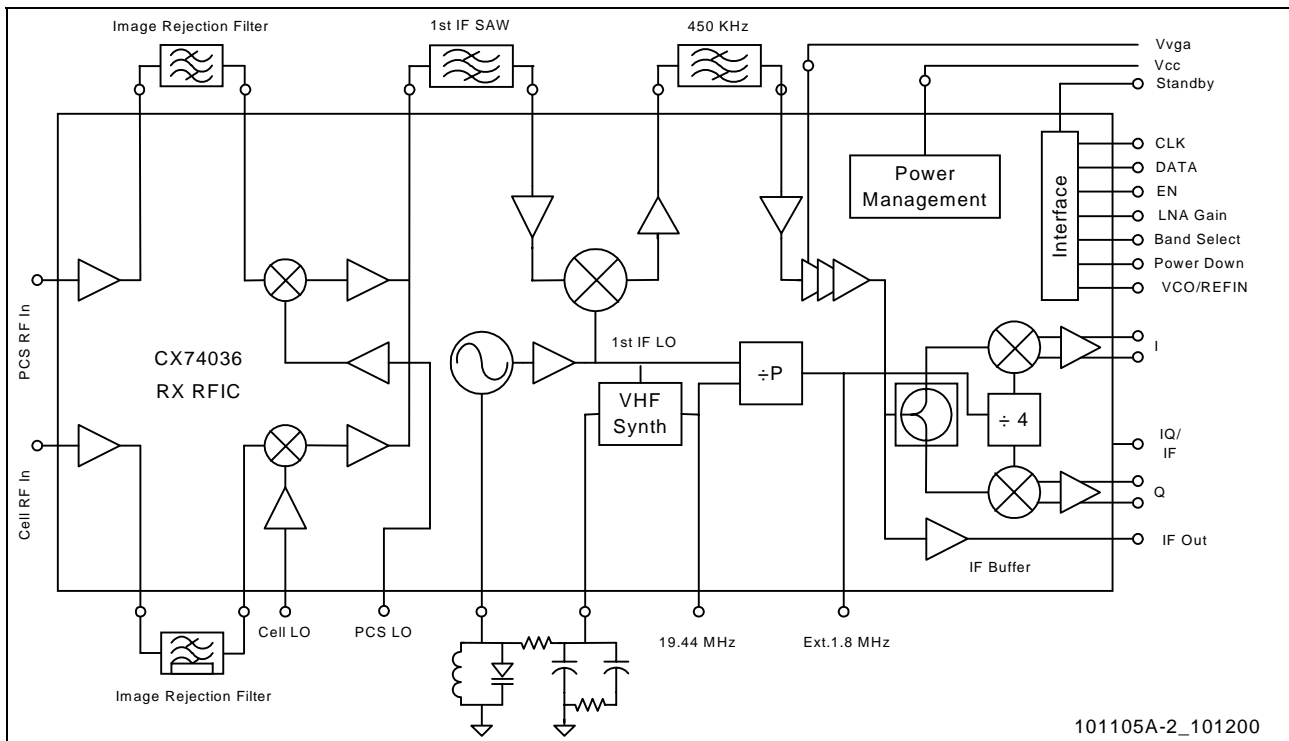 Image Rejection Filter
1st IF SAW
450 KHz
Vvga
Vcc
Standby
CLK
DATA
EN
LNA Gain
Band Select
Power Down
VCO/REFIN
Interface
Power
Management
PCS RF In
CX74036
RX RFIC
1st IF LO
÷P
VHF
Synth
÷ 4
I
IQ/
IF
Q
Cell RF In
IF Out
IF Buffer
Cell LO
PCS LO
19.44 MHz
Ext.1.8 MHz
Image Rejection Filter
101105A-2_101200